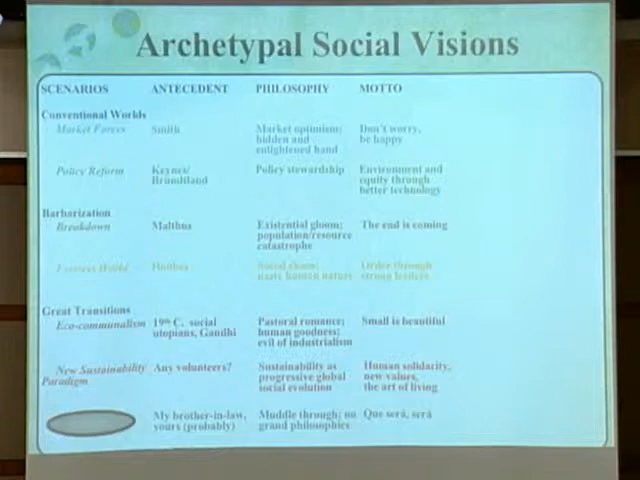 Archetypal Social Visions
SCENARIOS ANTECEDENT PHILOSOPHY MOTTO
Conventional Worlds
Market Forces Smith Market optimism; Don't worry,
hidden and be happy
enlightened hand
Policy Reform Keynes/ Policy stewardship Environment and
Brundtland equity through
better technology
Barbarization
Breakdown Malthus Existential gloom; The end is coming
population/resource
catastrophe
Fortress World Hobbes Social chaos; Order through
nasty human nature strong leaders
Great Transitions
Eco-communalism 19th C. social Pastoral romance; Small is beautiful
utopians, Gandhi human goodness;
evil of industrialism
New Sustainability Any volunteers? Sustainability as Human solidarity,
Paradigm progressive global new values,
social evolution the art of living
My brother-in-law, Muddle through; no Que será, será
yours (probably) grand philosophies